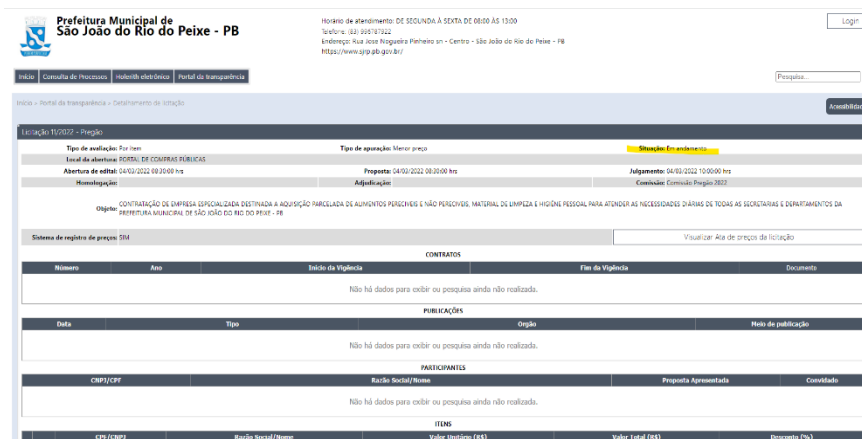 Prefeitura Municipal de
São João do Rio do Peixe - PB
Horário de atendimento: DE SEGUNDA À SEXTA DE 08:00 ÀS 13:00
Telefone: (83) 996787922
Endereço: Rua Jose Nogueira Pinheiro sn - Centro - São João do Rio do Peixe - PB
https://www.sjrp.pb.gov.br/
Login
Início Consulta de Processos Holerith eletrônico Portal da transparência
Pesquisa...
Início > Portal da transparência > Detalhamento de licitação
Acessibilidad
Licitação 11/2022 - Pregão
Tipo de avaliação: Por item Tipo de apuração: Menor preço Situação: Em andamento
Local da abertura: PORTAL DE COMPRAS PÚBLICAS
Abertura de edital: 04/03/2022 08:30:00 hrs Proposta: 04/03/2022 08:30:00 hrs Julgamento: 04/03/2022 10:00:00 hrs
Homologação: Adjudicação: Comissão: Comissão Pregão 2022
Objeto: CONTRATAÇÃO DE EMPRESA ESPECIALIZADA DESTINADA A AQUISIÇÃO PARCELADA DE ALIMENTOS PERECIVEIS E NÃO PERECIVEIS, MATERIAL DE LIMPEZA E HIGIÊNE PESSOAL PARA ATENDER AS NECESSIDADES DIÁRIAS DE TODAS AS SECRETARIAS E DEPARTAMENTOS DA
PREFEITURA MUNICIPAL DE SÃO JOÃO DO RIO DO PEIXE - PB
Sistema de registro de preços: SIM Visualizar Ata de preços da licitação
CONTRATOS
Número Ano Início da Vigência Fim da Vigência Documento
Não há dados para exibir ou pesquisa ainda não realizada.
PUBLICAÇÕES
Data Tipo Orgão Meio de publicação
Não há dados para exibir ou pesquisa ainda não realizada.
PARTICIPANTES
CNPJ/CPF Razão Social/Nome Proposta Apresentada Convidado
Não há dados para exibir ou pesquisa ainda não realizada.
ITENS
CPF/CNPJ Razão Social/Nome Valor Unitário (R$) Valor Total (R$) Desconto (%)